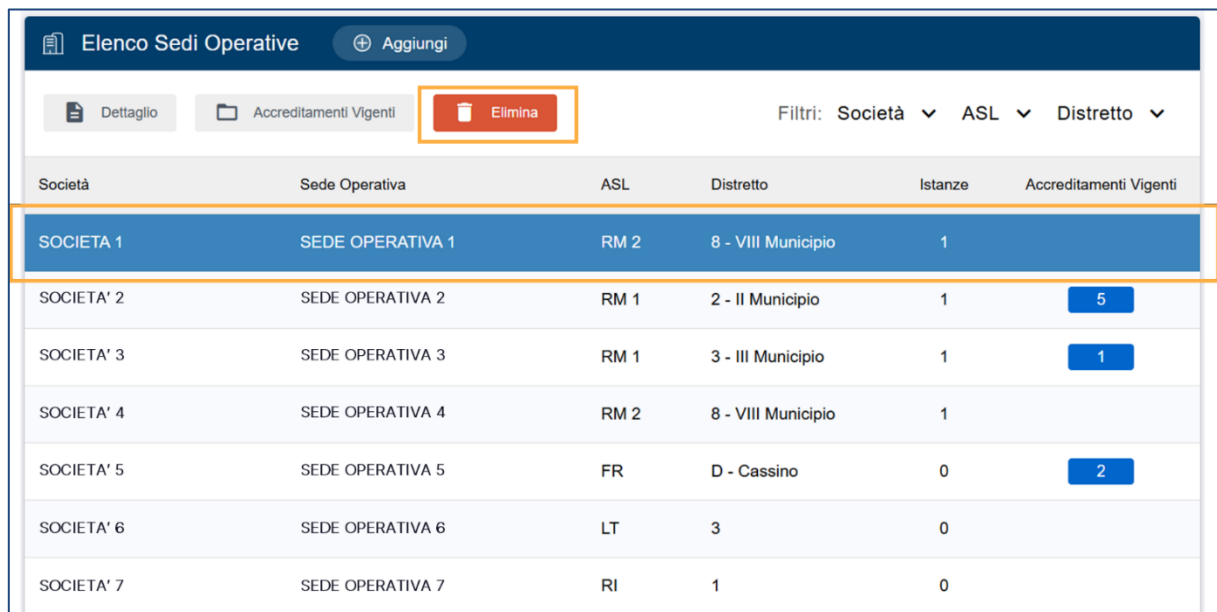 Elenco Sedi Operative Aggiungi
Dettaglio Accreditamenti Vigenti Elimina Filtri: Società ASL Distretto
Società Sede Operativa ASL Distretto Istanze Accreditamenti Vigenti
SOCIETA 1 SEDE OPERATIVA 1 RM 2 8 - VIII Municipio 1
SOCIETA' 2 SEDE OPERATIVA 2 RM 1 2 - II Municipio 1 5
SOCIETA' 3 SEDE OPERATIVA 3 RM 1 3 - III Municipio 1 1
SOCIETA' 4 SEDE OPERATIVA 4 RM 2 8 - VIII Municipio 1
SOCIETA' 5 SEDE OPERATIVA 5 FR D - Cassino 0 2
SOCIETA' 6 SEDE OPERATIVA 6 LT 3 0
SOCIETA' 7 SEDE OPERATIVA 7 RI 1 0